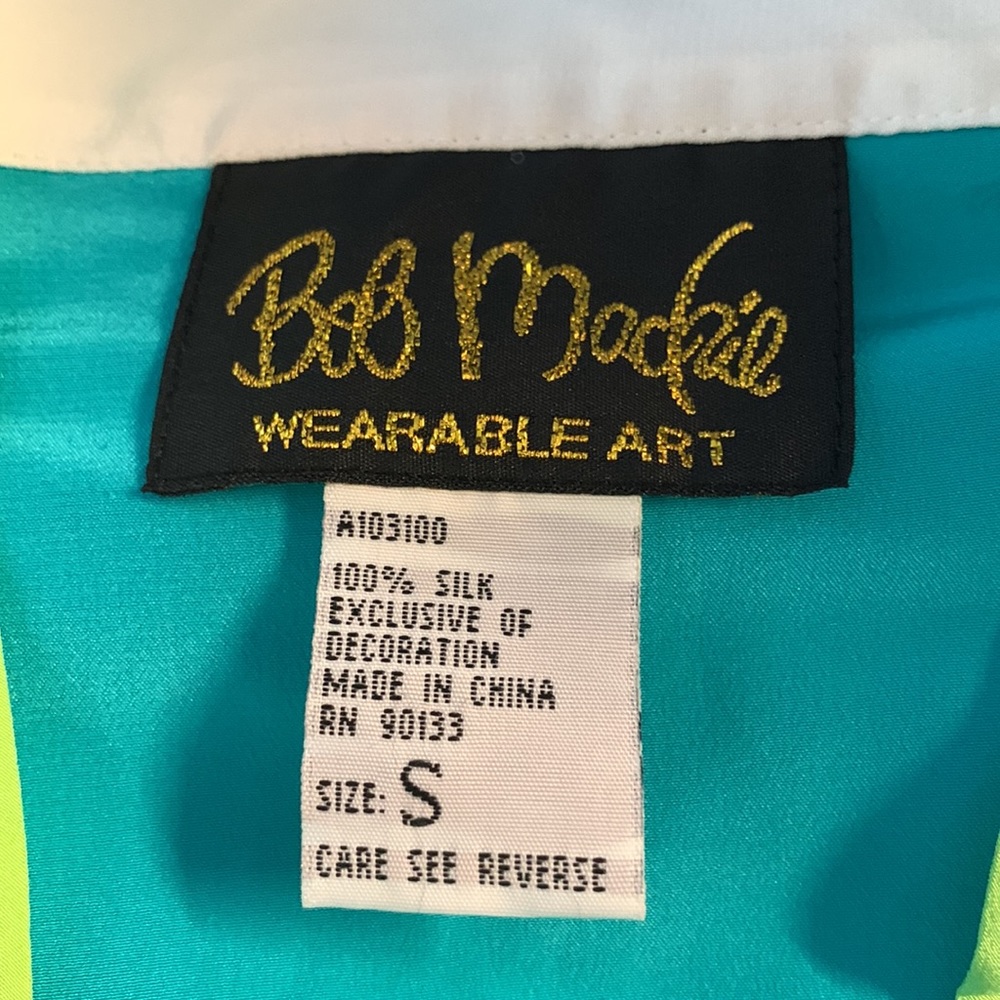 Bob Mackie
WEARABLE ART
A103100
100% SILK
EXCLUSIVE OF
DECORATION
MADE IN CHINA
RN 90133
SIZE: S
CARE SEE REVERSE